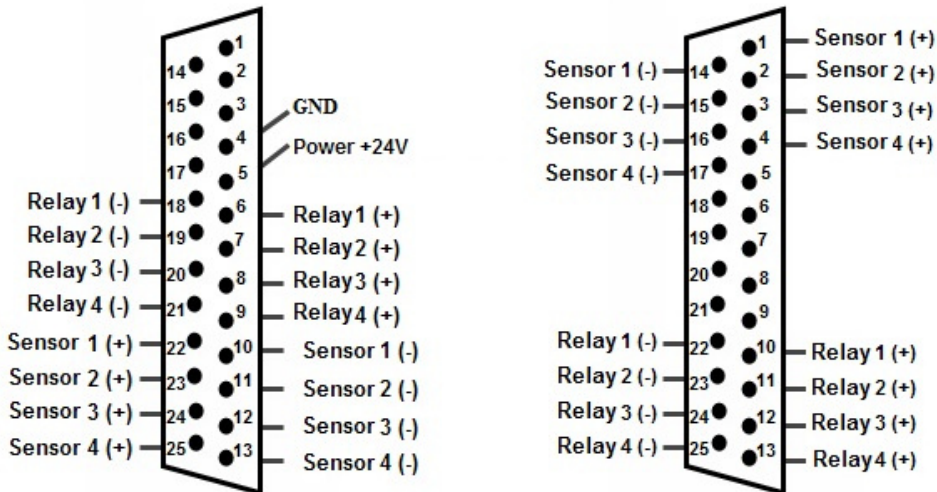 1
14
2
15
3
GND
16
4
Power +24V
17
5
Relay 1 (-)
18
6
Relay 1 (+)
Relay 2 (-)
19
7
Relay 2 (+)
Relay 3 (-)
20
8
Relay 3 (+)
Relay 4 (-)
21
9
Relay 4 (+)
Sensor 1 (+)
22
10
Sensor 1 (-)
Sensor 2 (+)
23
11
Sensor 2 (-)
Sensor 3 (+)
24
12
Sensor 3 (-)
Sensor 4 (+)
25
13
Sensor 4 (-)
1
Sensor 1 (+)
Sensor 1 (-)
14
2
Sensor 2 (+)
Sensor 2 (-)
15
3
Sensor 3 (+)
Sensor 3 (-)
16
4
Sensor 4 (+)
Sensor 4 (-)
17
5
18
6
19
7
20
8
21
9
Relay 1 (-)
22
10
Relay 1 (+)
Relay 2 (-)
23
11
Relay 2 (+)
Relay 3 (-)
24
12
Relay 3 (+)
Relay 4 (-)
25
13
Relay 4 (+)